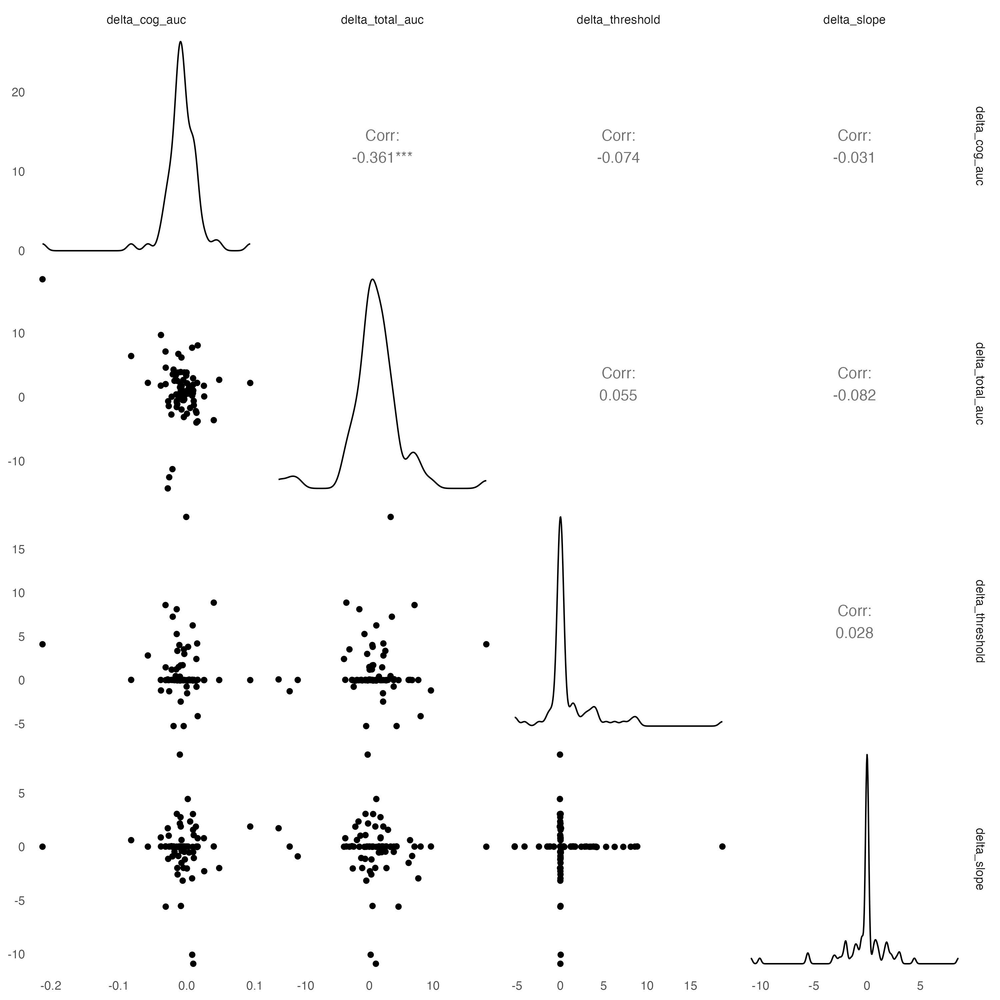 delta_cog_auc delta_total_auc delta_threshold delta_slope
20
10
0
Corr:
-0.361***
Corr:
-0.074
Corr:
-0.031
delta_cog_auc
10
0
-10
Corr:
0.055
Corr:
-0.082
delta_total_auc
15
10
5
0
-5
Corr:
0.028
delta_threshold
5
0
-5
-10
delta_slope
-0.2 -0.1 0.0 0.1 -10 0 10 -5 0 5 10 15 -10 -5 0 5